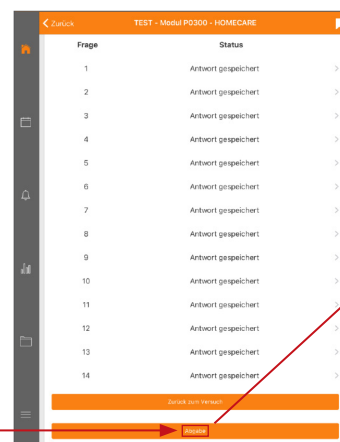 Zurück TEST - Modul P0300 - HOMECARE
Frage Status
1 Antwort gespeichert
2 Antwort gespeichert
3 Antwort gespeichert
4 Antwort gespeichert
5 Antwort gespeichert
6 Antwort gespeichert
7 Antwort gespeichert
8 Antwort gespeichert
9 Antwort gespeichert
10 Antwort gespeichert
11 Antwort gespeichert
12 Antwort gespeichert
13 Antwort gespeichert
14 Antwort gespeichert
Zurück zum Versuch
Abgabe